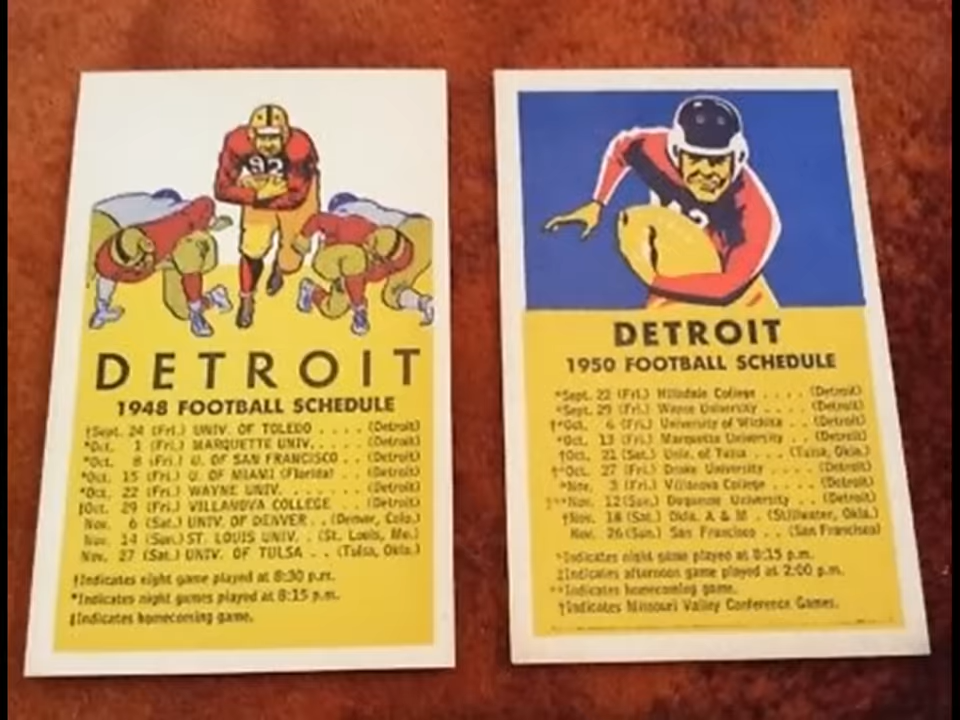 92
DETROIT
1948 FOOTBALL SCHEDULE
†Sept. 24 (Fri.) UNIV. OF TOLEDO . . . . (Detroit)
*Oct. 1 (Fri.) MARQUETTE UNIV. . . . . (Detroit)
*Oct. 8 (Fri.) U. OF SAN FRANCISCO . . (Detroit)
*Oct. 15 (Fri.) U. OF MIAMI (Florida) . . (Detroit)
*Oct. 22 (Fri.) WAYNE UNIV. . . . . . (Detroit)
‡Oct. 29 (Fri.) VILLANOVA COLLEGE . . . (Detroit)
Nov. 6 (Sat.) UNIV. OF DENVER . . (Denver, Colo.)
Nov. 14 (Sun.) ST. LOUIS UNIV. . (St. Louis, Mo.)
Nov. 27 (Sat.) UNIV. OF TULSA . . (Tulsa, Okla.)
†Indicates night game played at 8:30 p.m.
*Indicates night games played at 8:15 p.m.
‡Indicates homecoming game.
DETROIT
1950 FOOTBALL SCHEDULE
*Sept. 22 (Fri.) Hillsdale College . . . . (Detroit)
*Sept. 29 (Fri.) Wayne University . . . . (Detroit)
†*Oct. 6 (Fri.) University of Wichita . . (Detroit)
*Oct. 13 (Fri.) Marquette University . . . (Detroit)
†Oct. 21 (Sat.) Univ. of Tulsa . . (Tulsa, Okla.)
†*Oct. 27 (Fri.) Drake University . . . . (Detroit)
*Nov. 3 (Fri.) Villanova College . . . . (Detroit)
‡**Nov. 12 (Sun.) Duquesne University . . (Detroit)
†Nov. 18 (Sat.) Okla. A & M . . (Stillwater, Okla.)
Nov. 26 (Sun.) San Francisco . . (San Francisco)
*Indicates night game played at 8:15 p.m.
‡Indicates afternoon game played at 2:00 p.m.
**Indicates homecoming game.
†Indicates Missouri Valley Conference Games.